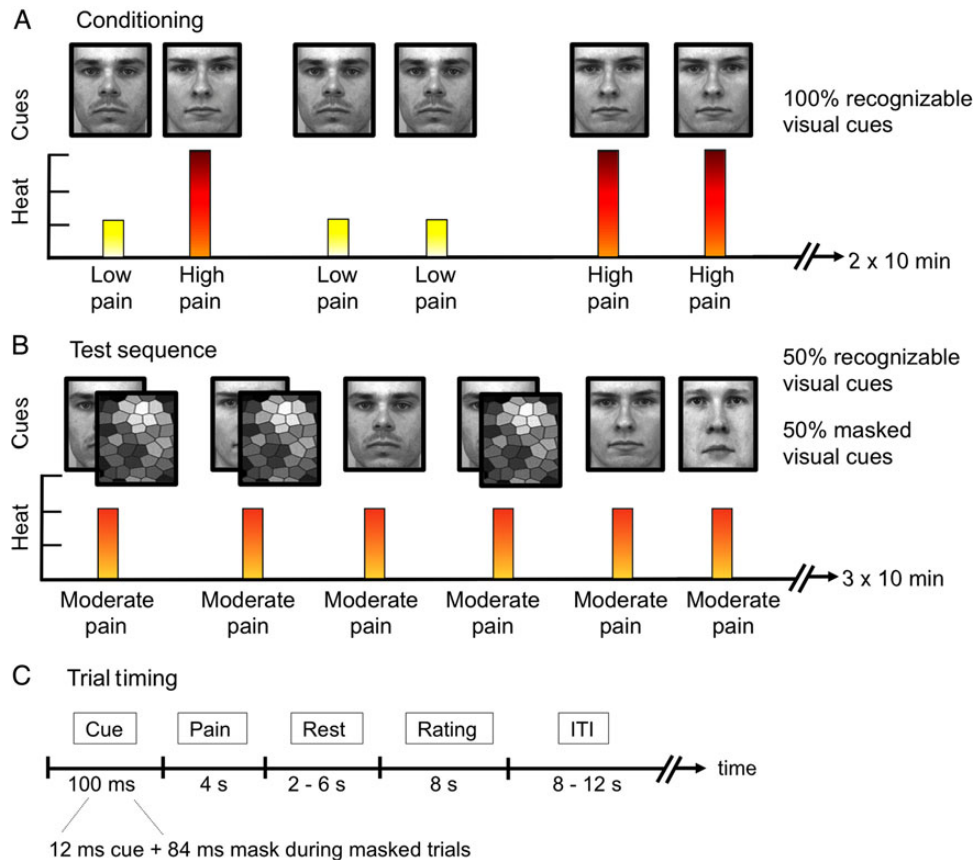 A Conditioning
Cues
100% recognizable
visual cues
Heat
Low
pain
High
pain
Low
pain
Low
pain
High
pain
High
pain
2 x 10 min
B Test sequence
Cues
50% recognizable
visual cues
50% masked
visual cues
Heat
Moderate
pain
Moderate
pain
Moderate
pain
Moderate
pain
Moderate
pain
Moderate
pain
3 x 10 min
C Trial timing
Cue Pain Rest Rating ITI
time
100 ms 4 s 2 - 6 s 8 s 8 - 12 s
12 ms cue + 84 ms mask during masked trials